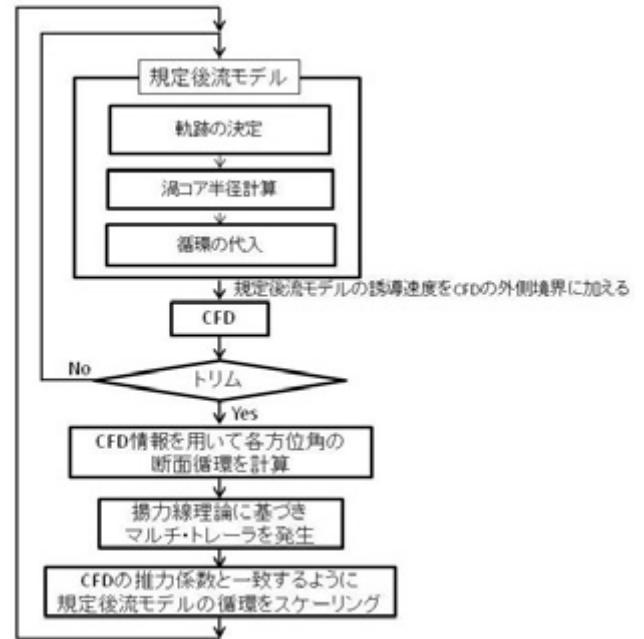 規定後流モデル
軌跡の決定
渦コア半径計算
循環の代入
規定後流モデルの誘導速度をCFDの外側境界に加える
CFD
No
トリム
Yes
CFD情報を用いて各方位角の
断面循環を計算
揚力線理論に基づき
マルチ・トレーラを発生
CFDの推力係数と一致するように
規定後流モデルの循環をスケーリング